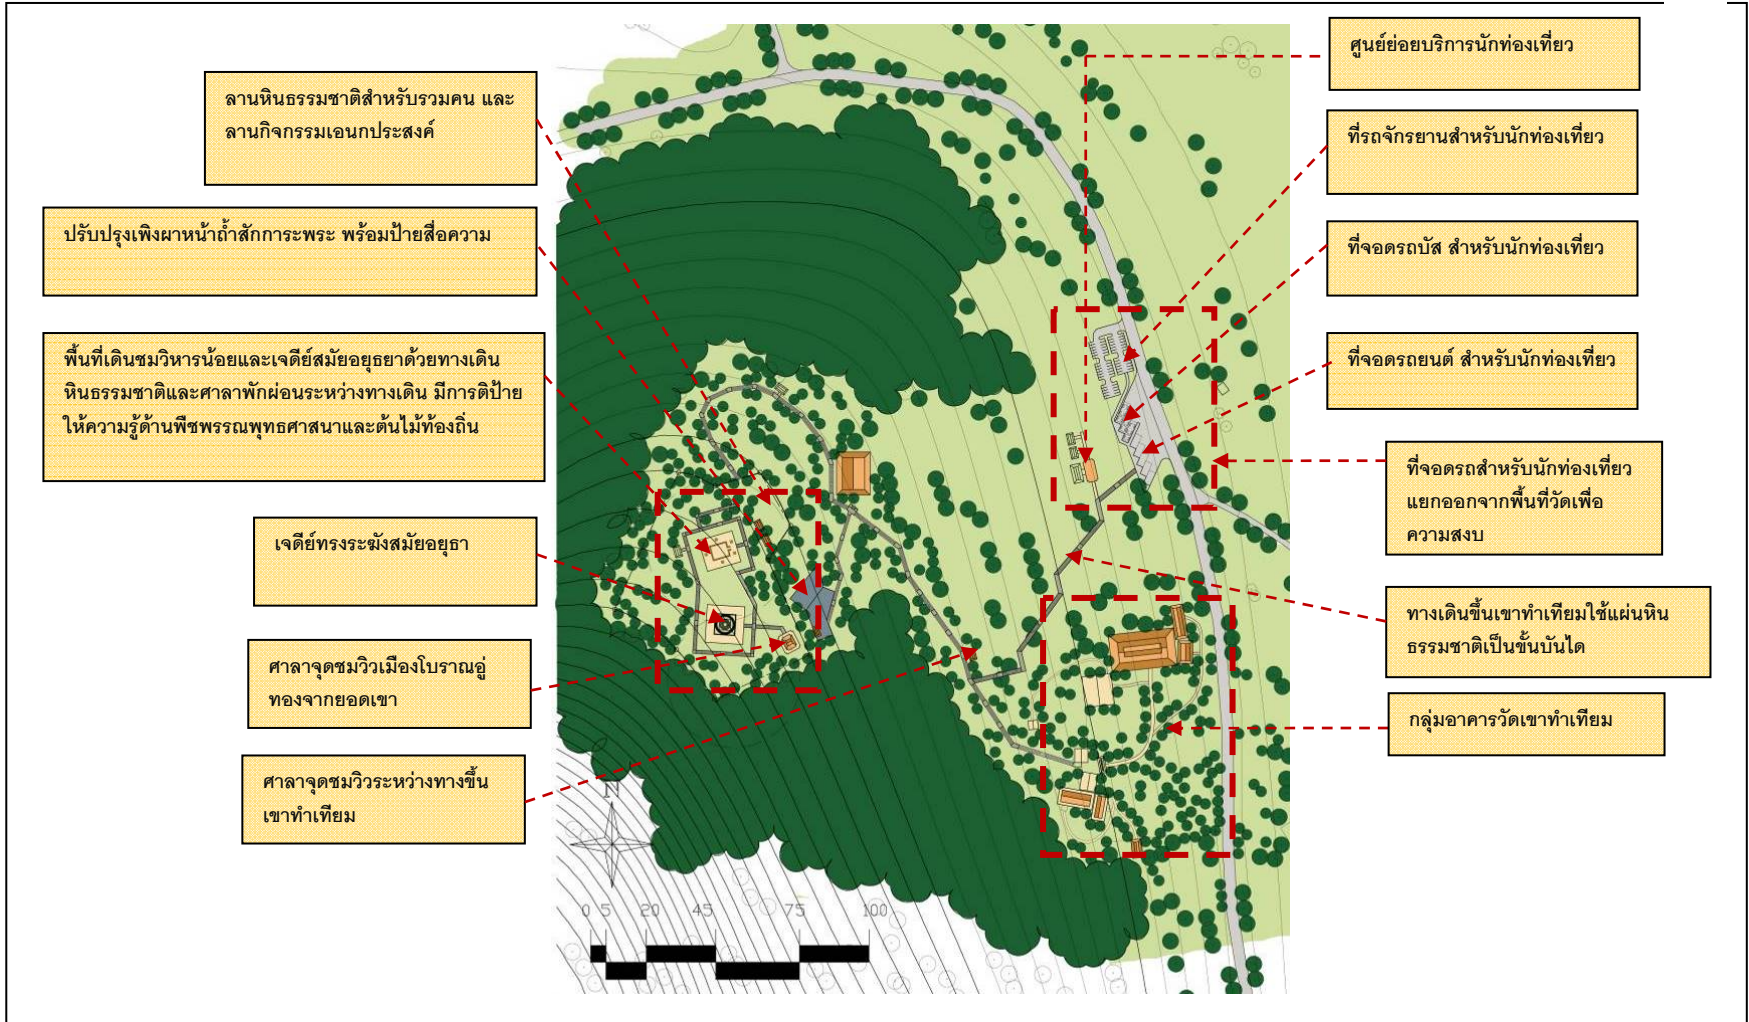 ลานหินธรรมชาติสำหรับรวมคน และ
ลานกิจกรรมเอนกประสงค์
ปรับปรุงเพิงผาหน้าถ้ำสักการะพระ พร้อมป้ายสื่อความ
พื้นที่เดินชมวิหารน้อยและเจดีย์สมัยอยุธยาด้วยทางเดิน
หินธรรมชาติและศาลาพักผ่อนระหว่างทางเดิน มีการติป้าย
ให้ความรู้ด้านพืชพรรณพุทธศาสนาและต้นไม้ท้องถิ่น
เจดีย์ทรงระฆังสมัยอยุธา
ศาลาจุดชมวิวเมืองโบราณอู่
ทองจากยอดเขา
ศาลาจุดชมวิวระหว่างทางขึ้น
เขาทำเทียม
N
0 5 20 45 75 100
ศูนย์ย่อยบริการนักท่องเที่ยว
ที่รถจักรยานสำหรับนักท่องเที่ยว
ที่จอดรถบัส สำหรับนักท่องเที่ยว
ที่จอดรถยนต์ สำหรับนักท่องเที่ยว
ที่จอดรถสำหรับนักท่องเที่ยว
แยกออกจากพื้นที่วัดเพื่อ
ความสงบ
ทางเดินขึ้นเขาทำเทียมใช้แผ่นหิน
ธรรมชาติเป็นขั้นบันได
กลุ่มอาคารวัดเขาทำเทียม